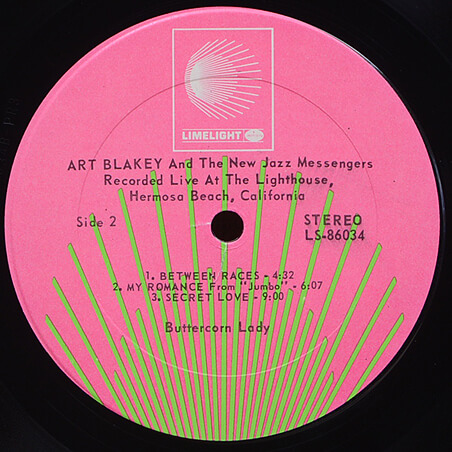 LIMELIGHT
ART BLAKEY And The New Jazz Messengers
Recorded Live At The Lighthouse,
Hermosa Beach, California
Side 2
STEREO
LS-86034
1. BETWEEN RACES - 4:32
2. MY ROMANCE From "Jumbo" - 6:07
3. SECRET LOVE - 9:00
Buttercorn Lady